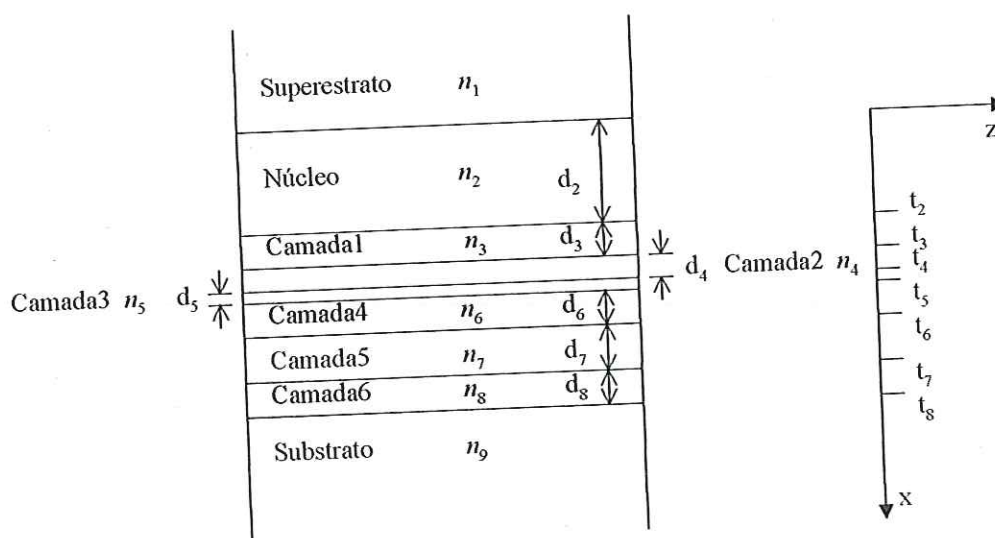 Superestrato n₁
z
Núcleo n₂ d₂
t₂
Camada1 n₃ d₃
t₃
d₄ Camada2 n₄
t₄
Camada3 n₅ d₅
t₅
Camada4 n₆ d₆
t₆
Camada5 n₇ d₇
t₇
Camada6 n₈ d₈
t₈
Substrato n₉
x